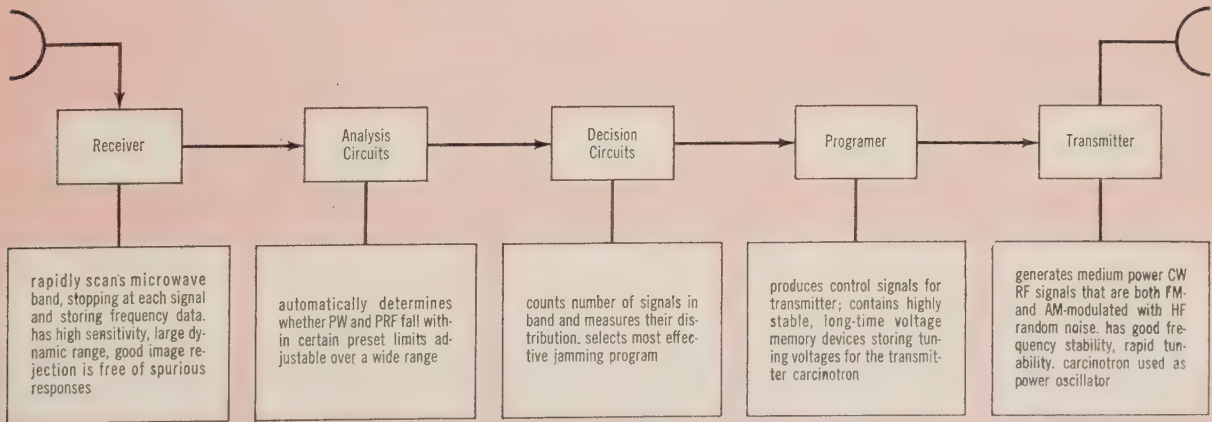 Receiver
Analysis
Circuits
Decision
Circuits
Programer
Transmitter
rapidly scan's microwave
band, stopping at each signal
and storing frequency data.
has high sensitivity, large dy-
namic range, good image re-
jection is free of spurious
responses
automatically determines
whether PW and PRF fall with-
in certain preset limits ad-
justable over a wide range
counts number of signals in
band and measures their dis-
tribution. selects most effec-
tive jamming program
produces control signals for
transmitter; contains highly
stable, long-time voltage
memory devices storing tun-
ing voltages for the transmit-
ter carcinotron
generates medium power CW
RF signals that are both FM-
and AM-modulated with HF
random noise. has good fre-
quency stability, rapid tun-
ability. carcinotron used as
power oscillator